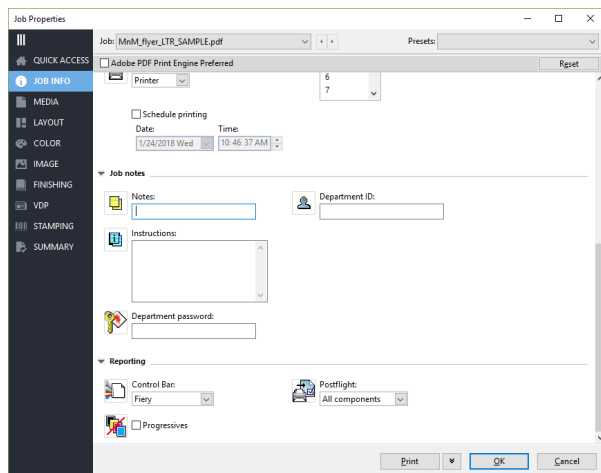 Job Properties
Job: MnM_flyer_LTR_SAMPLE.pdf
Presets:
Adobe PDF Print Engine Preferred
Reset
QUICK ACCESS
JOB INFO
MEDIA
LAYOUT
COLOR
IMAGE
FINISHING
VDP
STAMPING
SUMMARY
Printer
6
7
Schedule printing
Date:
Time:
1/24/2018 Wed
10:46:37 AM
Job notes
Notes:
Department ID:
Instructions:
Department password:
Reporting
Control Bar:
Postflight:
Fiery
All components
Progressives
Print
OK
Cancel